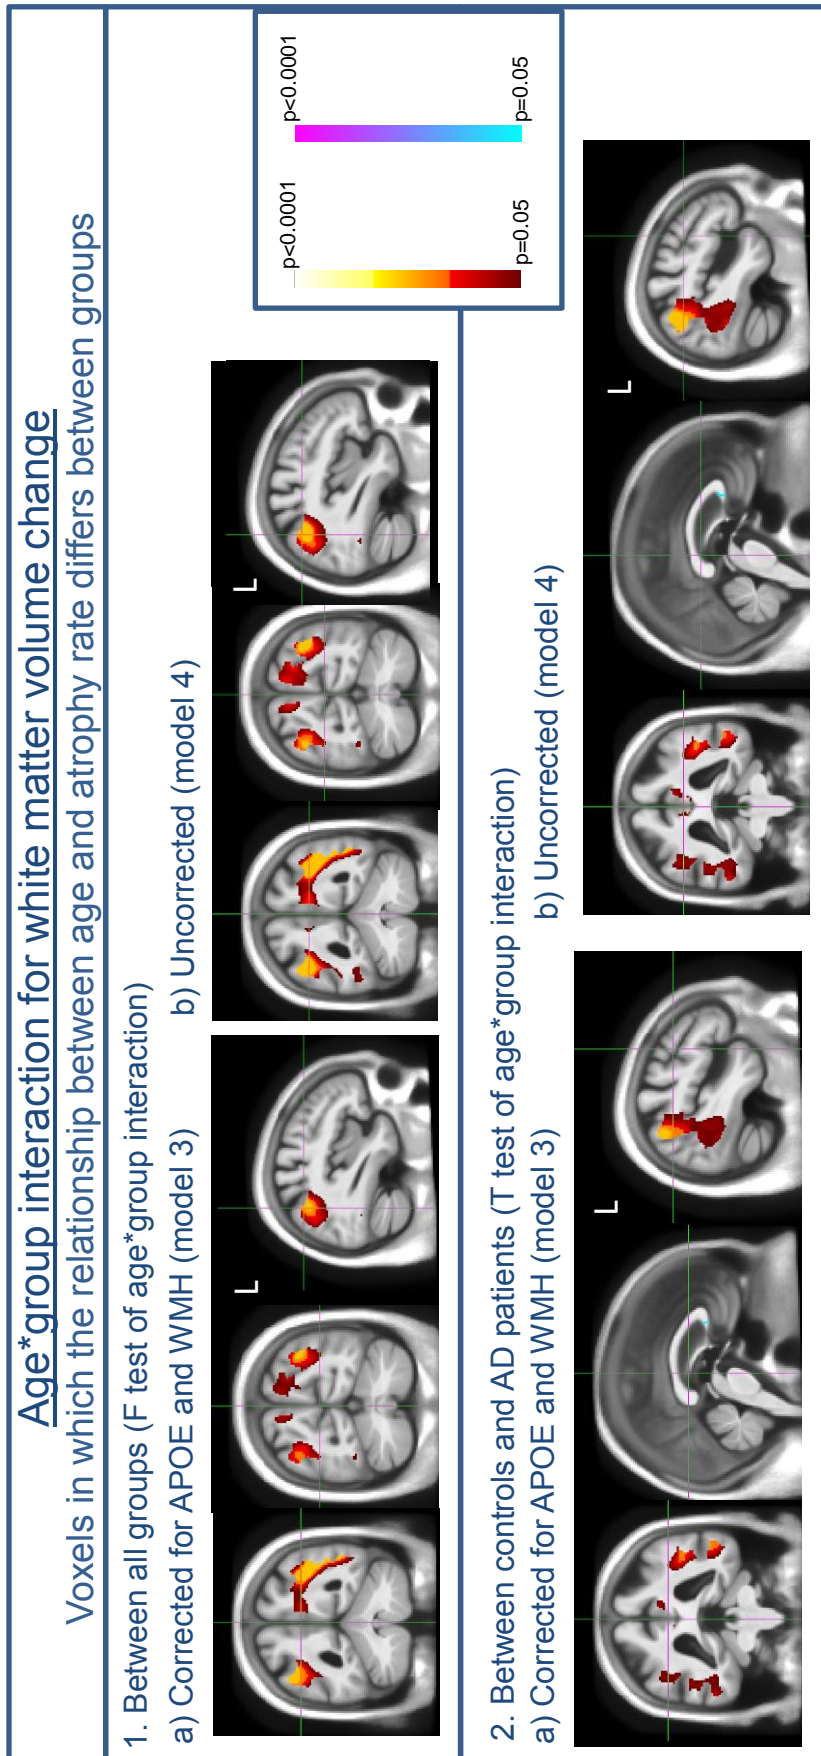 Age*group interaction for white matter volume change
Voxels in which the relationship between age and atrophy rate differs between groups
1. Between all groups (F test of age*group interaction)
a) Corrected for APOE and WMH (model 3)
b) Uncorrected (model 4)
L
L
p<0.0001
p<0.0001
p=0.05
p=0.05
2. Between controls and AD patients (T test of age*group interaction)
a) Corrected for APOE and WMH (model 3)
b) Uncorrected (model 4)
L
L